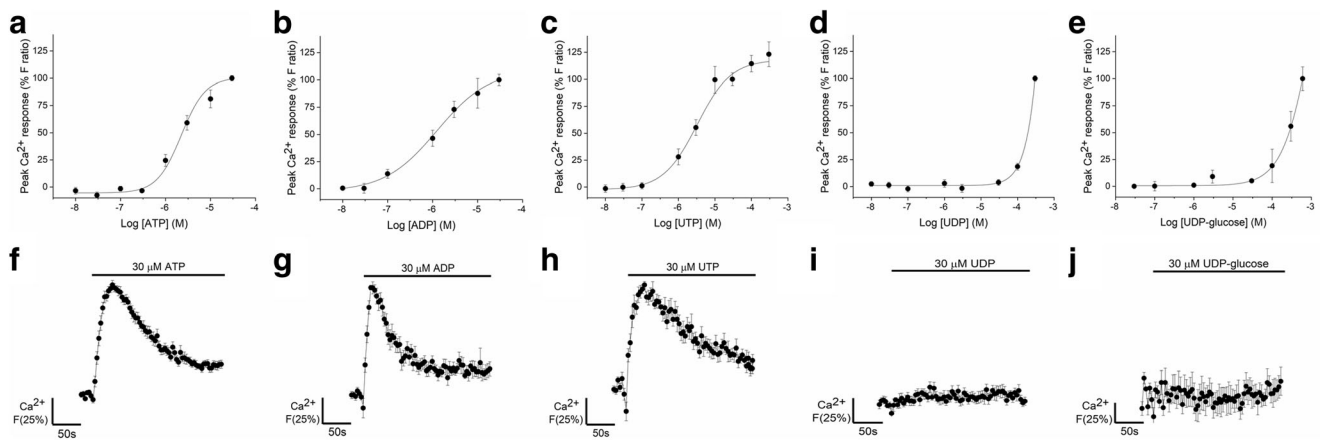 a
Peak Ca2+ response (% F ratio)
125
100
75
50
25
0
-8 -7 -6 -5 -4
Log [ATP] (M)
b
Peak Ca2+ response (% F ratio)
125
100
75
50
25
0
-8 -7 -6 -5 -4
Log [ADP] (M)
c
Peak Ca2+ response (% F ratio)
125
100
75
50
25
0
-8 -7 -6 -5 -4 -3
Log [UTP] (M)
d
Peak Ca2+ response (% F ratio)
125
100
75
50
25
0
-8 -7 -6 -5 -4 -3
Log [UDP] (M)
e
Peak Ca2+ response (% F ratio)
125
100
75
50
25
0
-8 -7 -6 -5 -4 -3
Log [UDP-glucose] (M)
f
30 μM ATP
Ca2+
F(25%)
50s
g
30 μM ADP
Ca2+
F(25%)
50s
h
30 μM UTP
Ca2+
F(25%)
50s
i
30 μM UDP
Ca2+
F(25%)
50s
j
30 μM UDP-glucose
Ca2+
F(25%)
50s